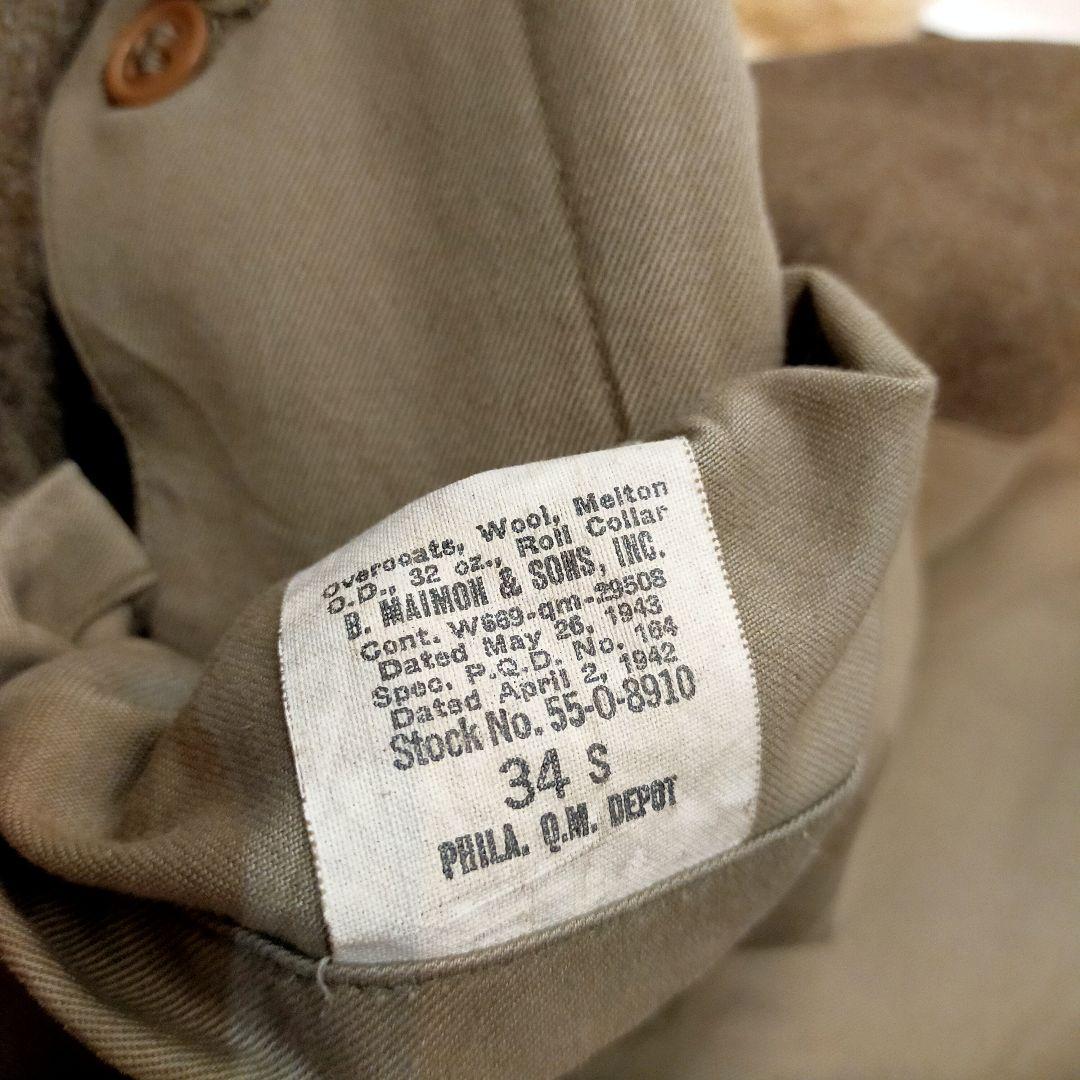 Overcoats, Wool, Melton
O.D., 32 oz., Roll Collar
B. MAIMON & SONS, INC.
Cont. W669-qm-29508
Dated May 26, 1943
Spec. P.Q.D. No. 164
Dated April 2, 1942
Stock No. 55-O-8910
34 S
PHILA. Q.M. DEPOT